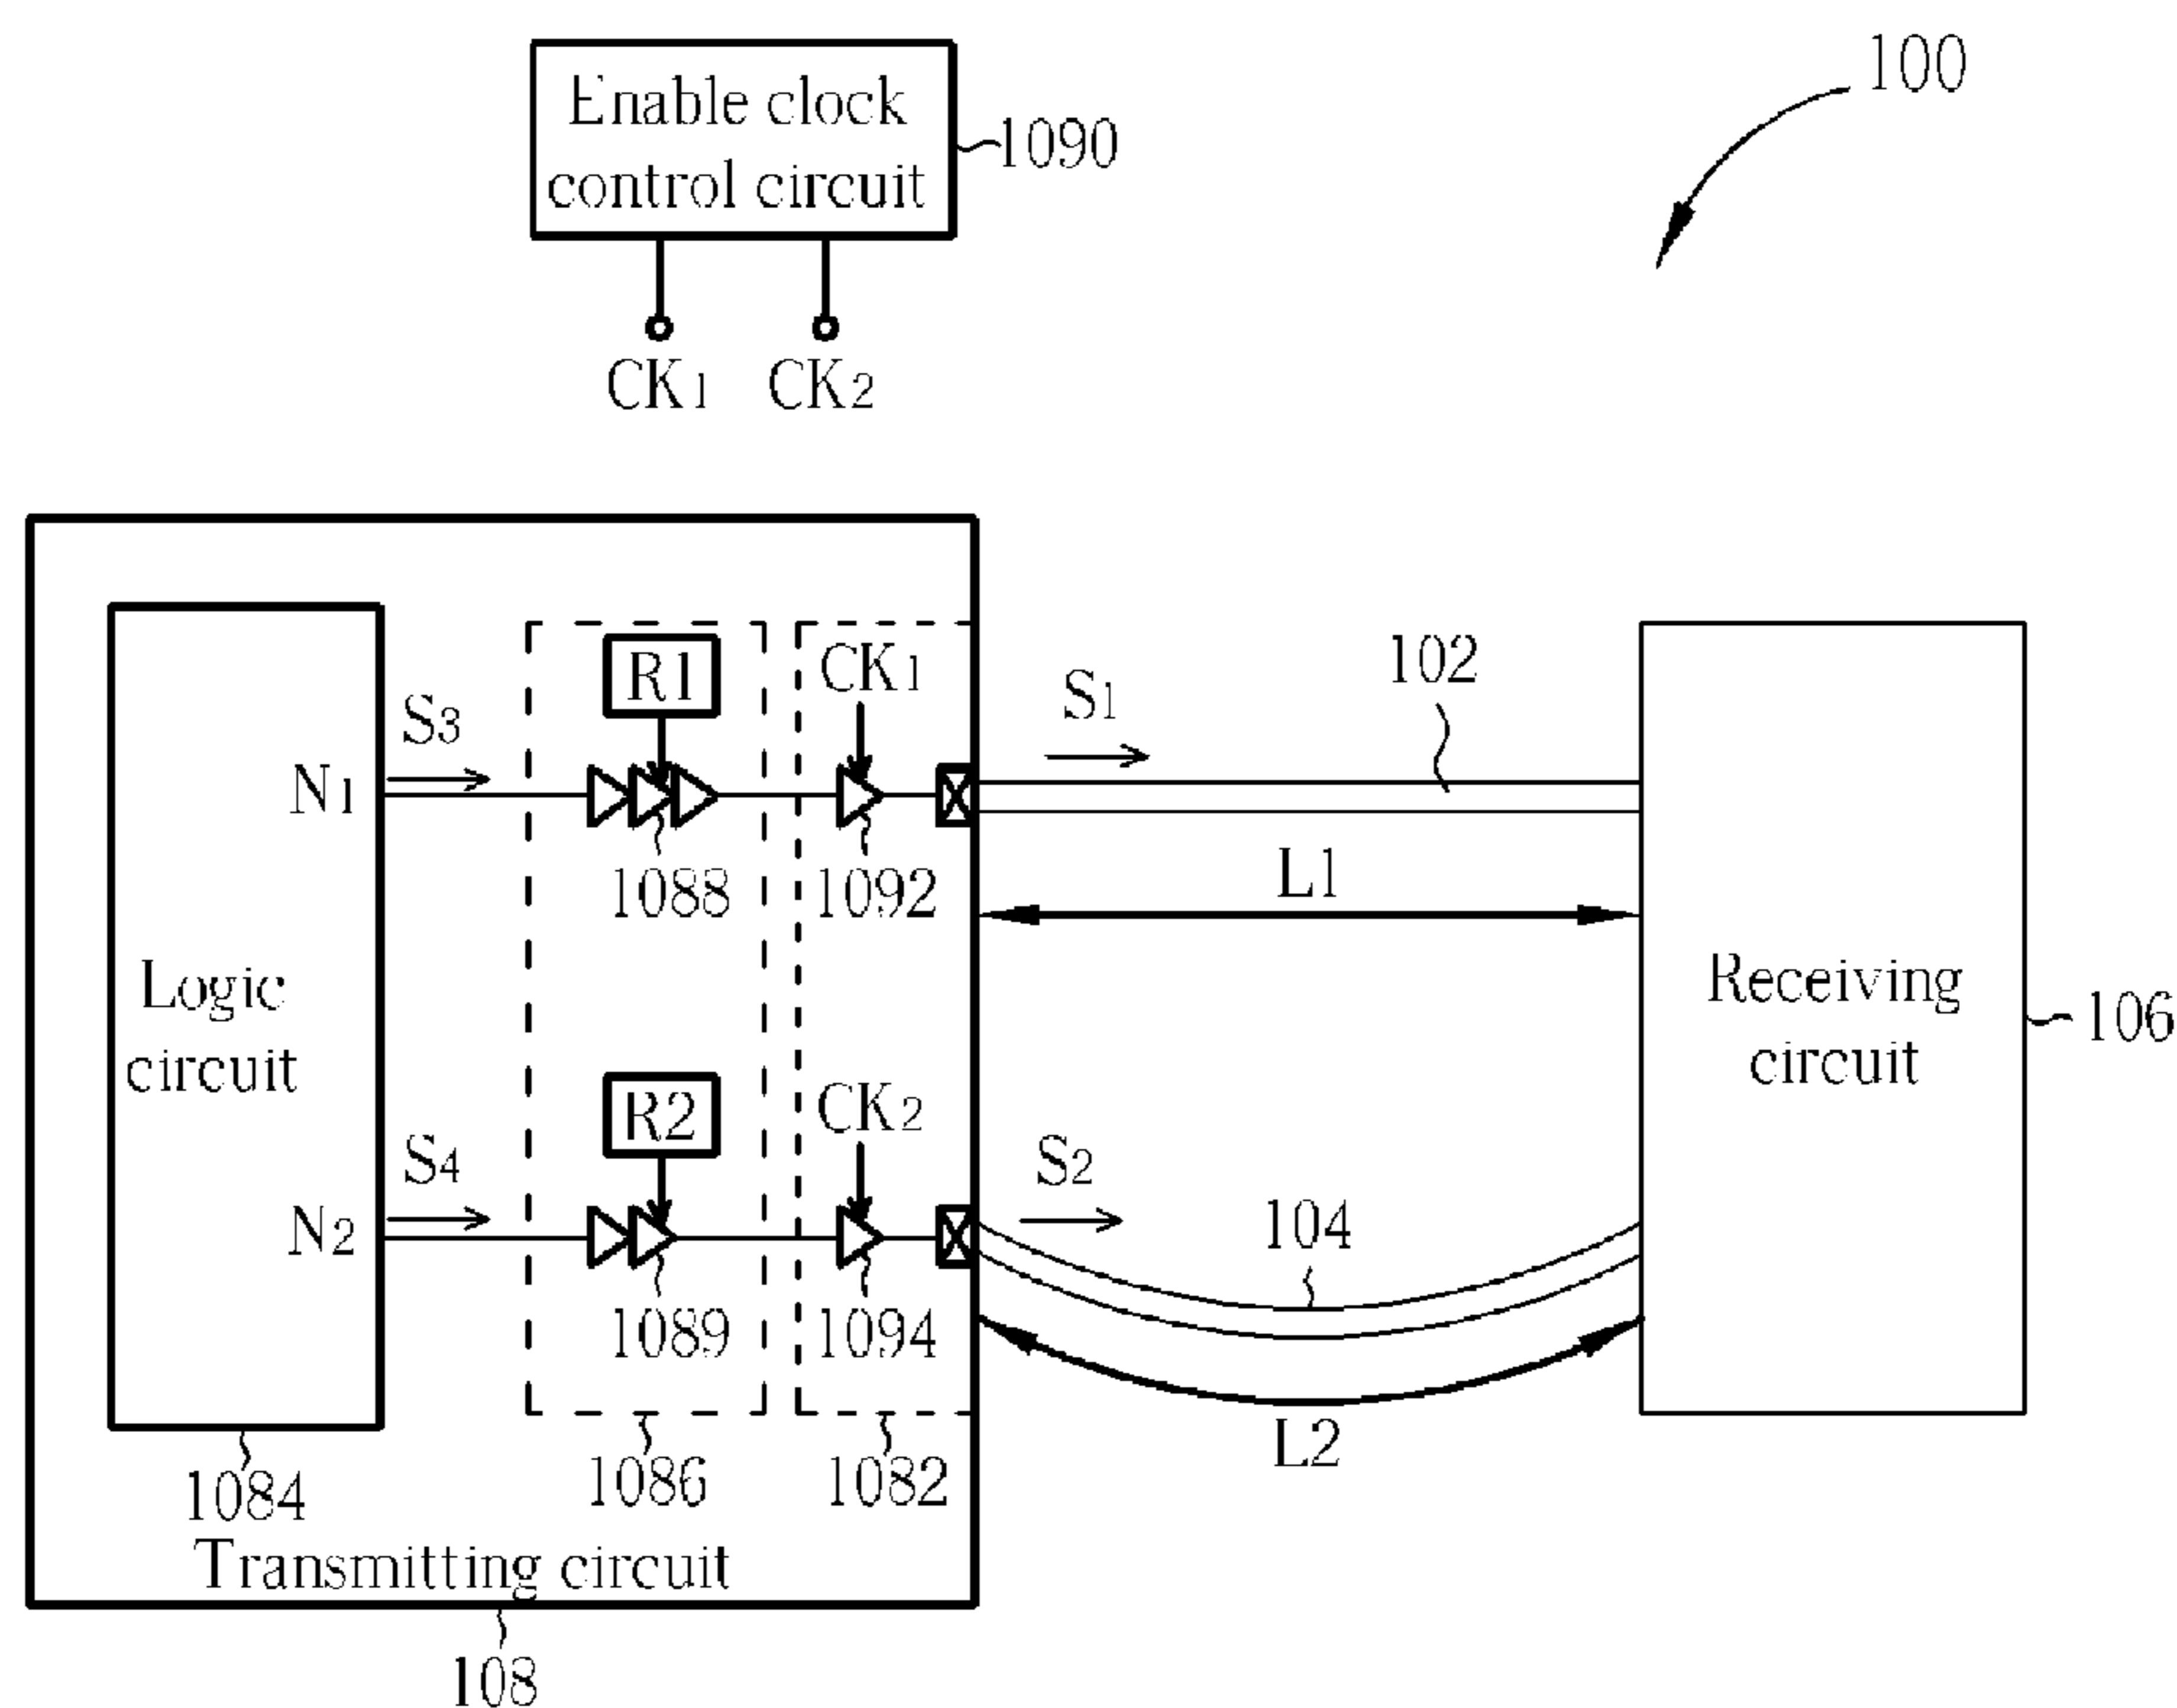 100
Enable clock
control circuit
1090
CK1 CK2
R1
CK1
S3
S1
102
N1
1088
1092
L1
Logic
circuit
Receiving
circuit
106
R2
CK2
S4
S2
N2
104
1089
1094
L2
1084
1086
1082
Transmitting circuit
108